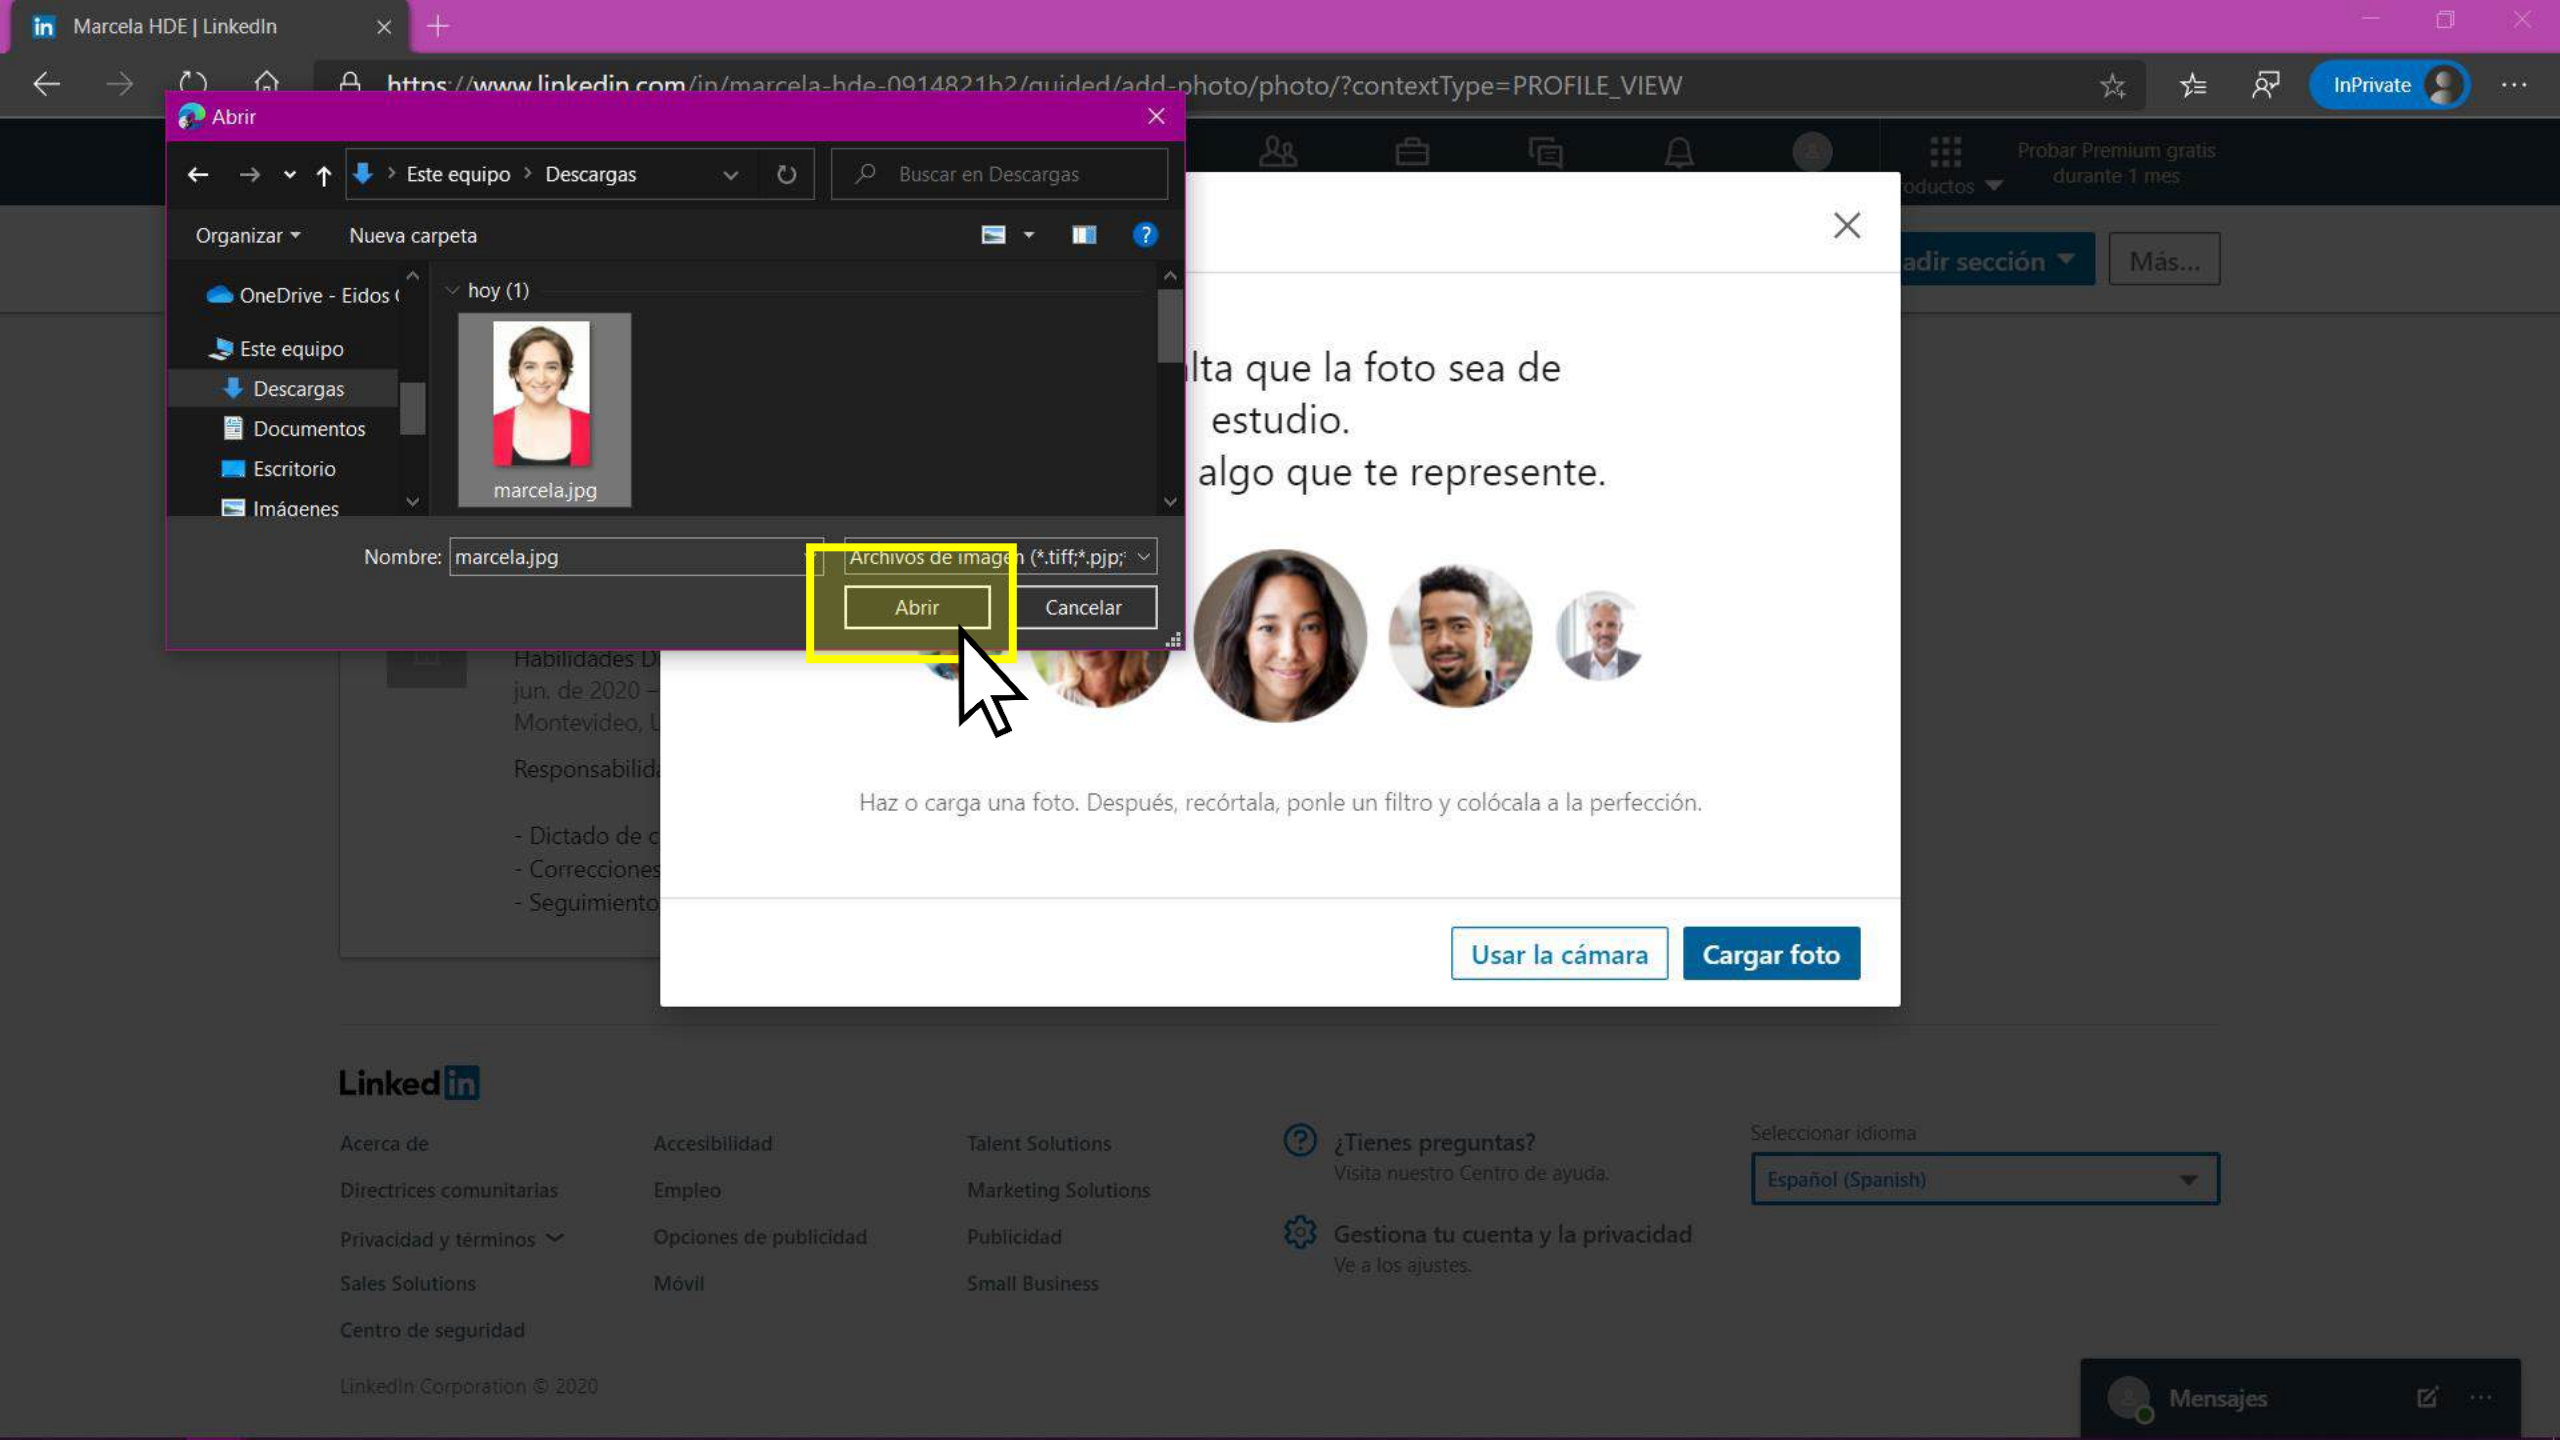 in Marcela HDE | LinkedIn
https://www.linkedin.com/in/marcela-hde-0914821b2/guided/add-photo/photo/?contextType=PROFILE_VIEW
InPrivate
Abrir
Este equipo > Descargas
Buscar en Descargas
Organizar
Nueva carpeta
OneDrive - Eidos
Este equipo
Descargas
Documentos
Escritorio
Imágenes
hoy (1)
marcela.jpg
Nombre: marcela.jpg
Archivos de imagen (*.tiff;*.pjp;
Abrir
Cancelar
Probar Premium gratis
durante 1 mes
oductos
adir sección
Más...
lta que la foto sea de
estudio.
algo que te represente.
Habilidades D
jun. de 2020 –
Montevideo, U
Responsabilida
- Dictado de c
- Correcciones
- Seguimiento
Haz o carga una foto. Después, recórtala, ponle un filtro y colócala a la perfección.
Usar la cámara
Cargar foto
Linked in
Acerca de
Accesibilidad
Talent Solutions
¿Tienes preguntas?
Visita nuestro Centro de ayuda.
Seleccionar idioma
Español (Spanish)
Directrices comunitarias
Empleo
Marketing Solutions
Privacidad y términos
Opciones de publicidad
Publicidad
Gestiona tu cuenta y la privacidad
Ve a los ajustes.
Sales Solutions
Móvil
Small Business
Centro de seguridad
LinkedIn Corporation © 2020
Mensajes